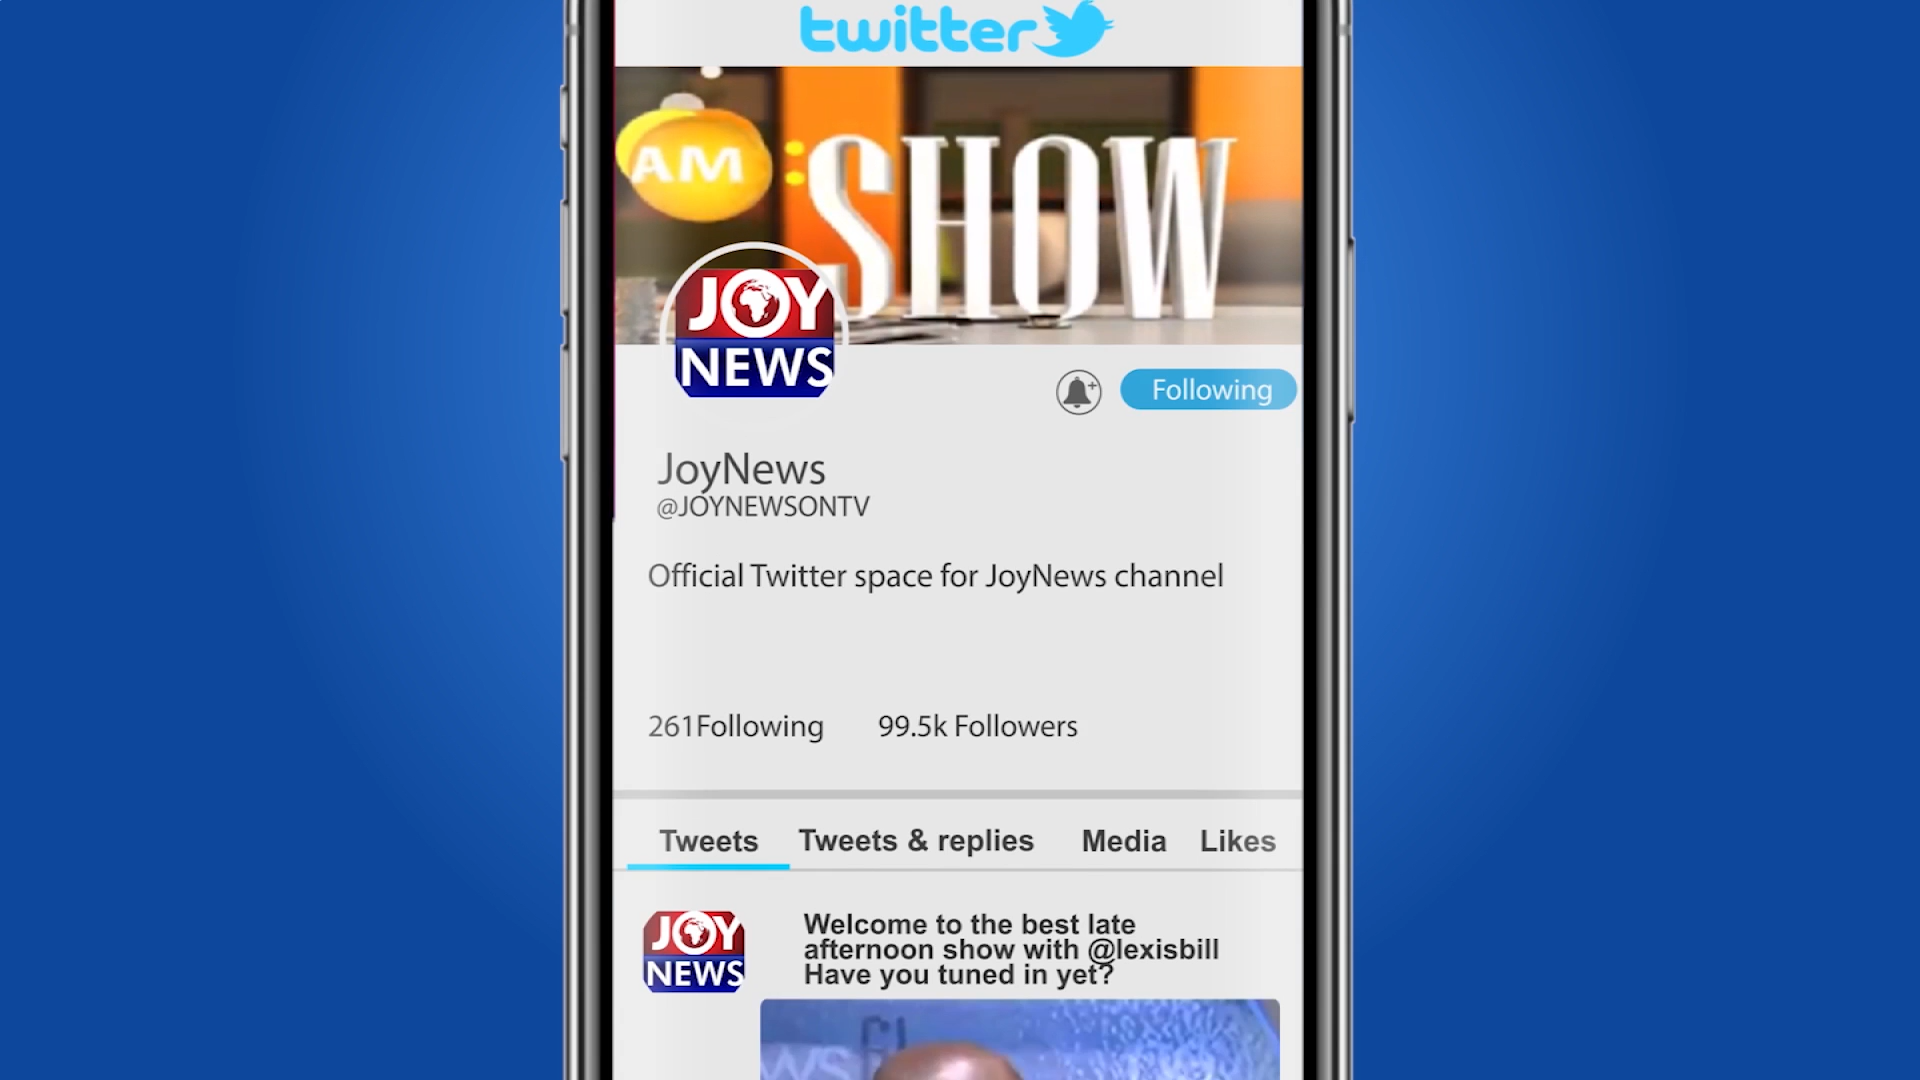 twitter
AM
SHOW
JOY
NEWS
Following
JoyNews
@JOYNEWSONTV
Official Twitter space for JoyNews channel
261Following 99.5k Followers
Tweets Tweets & replies Media Likes
JOY
NEWS
Welcome to the best late
afternoon show with @lexisbill
Have you tuned in yet?